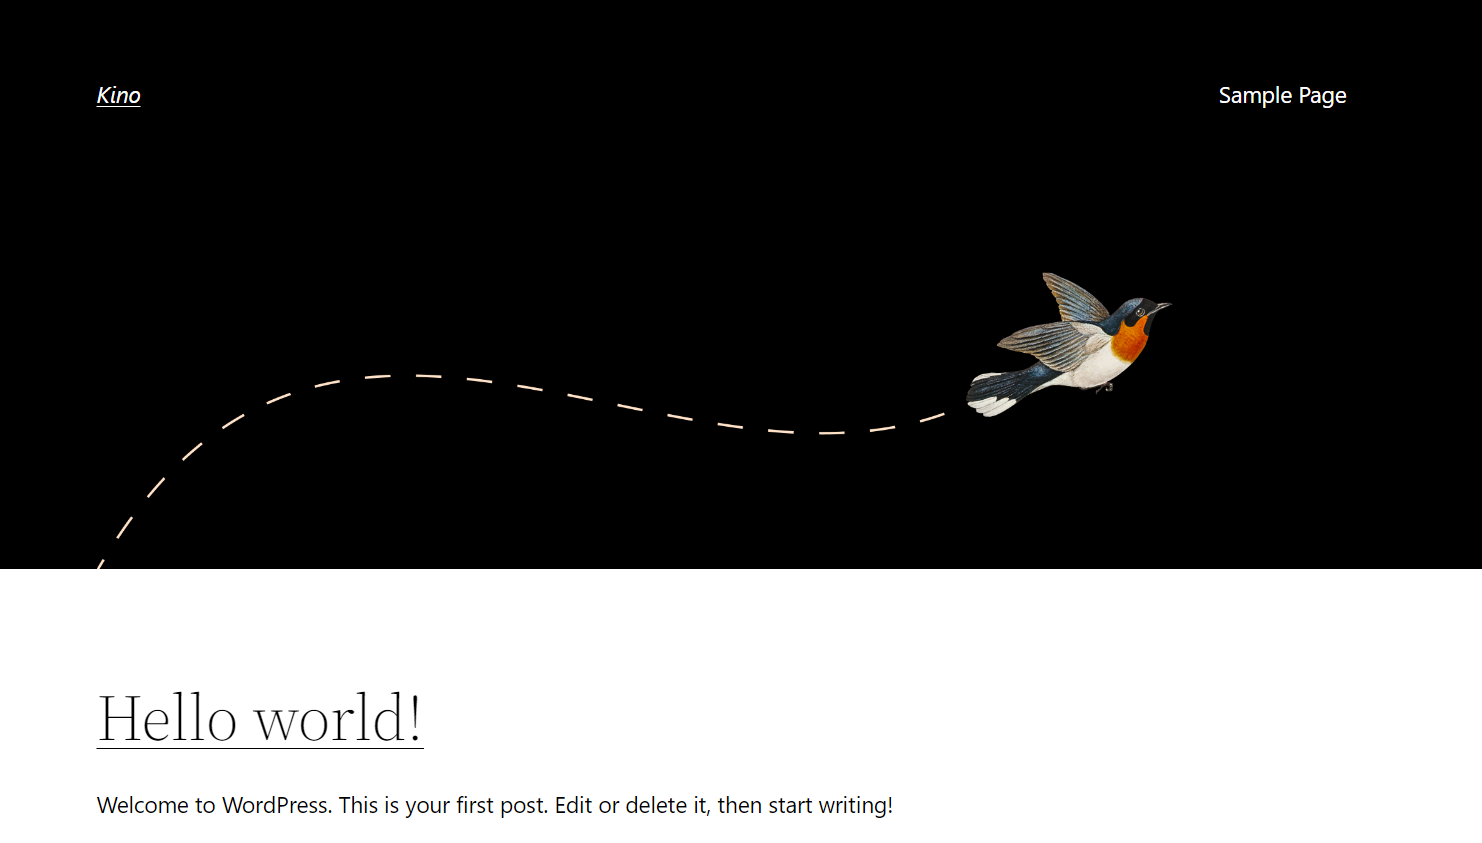 Kino
Sample Page
Hello world!
Welcome to WordPress. This is your first post. Edit or delete it, then start writing!